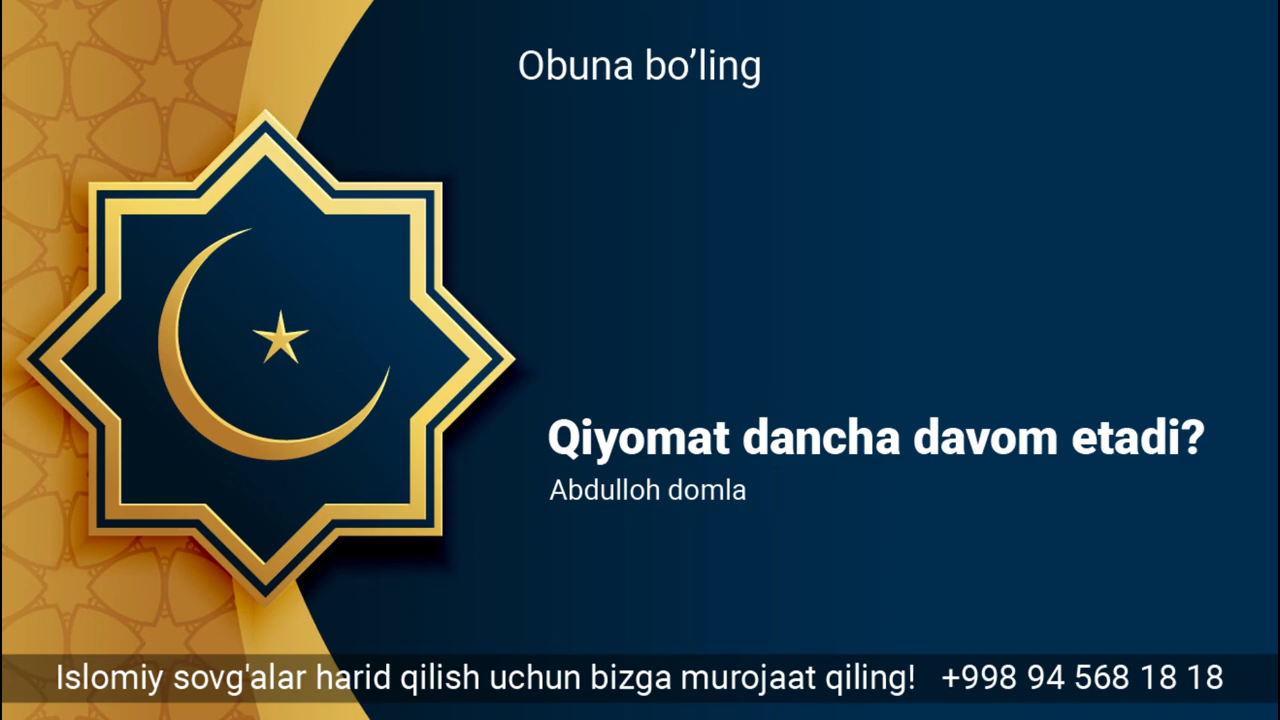 Obuna bo’ling
Qiyomat dancha davom etadi?
Abdulloh domla
Islomiy sovg'alar harid qilish uchun bizga murojaat qiling! +998 94 568 18 18